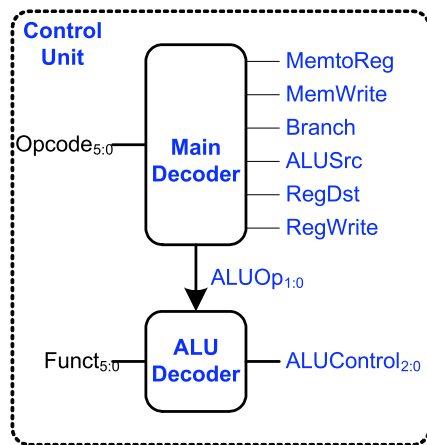 Control
Unit
MemtoReg
MemWrite
Branch
ALUSrc
RegDst
RegWrite
Opcode5:0
Main
Decoder
ALUOp1:0
Funct5:0
ALU
Decoder
ALUControl2:0